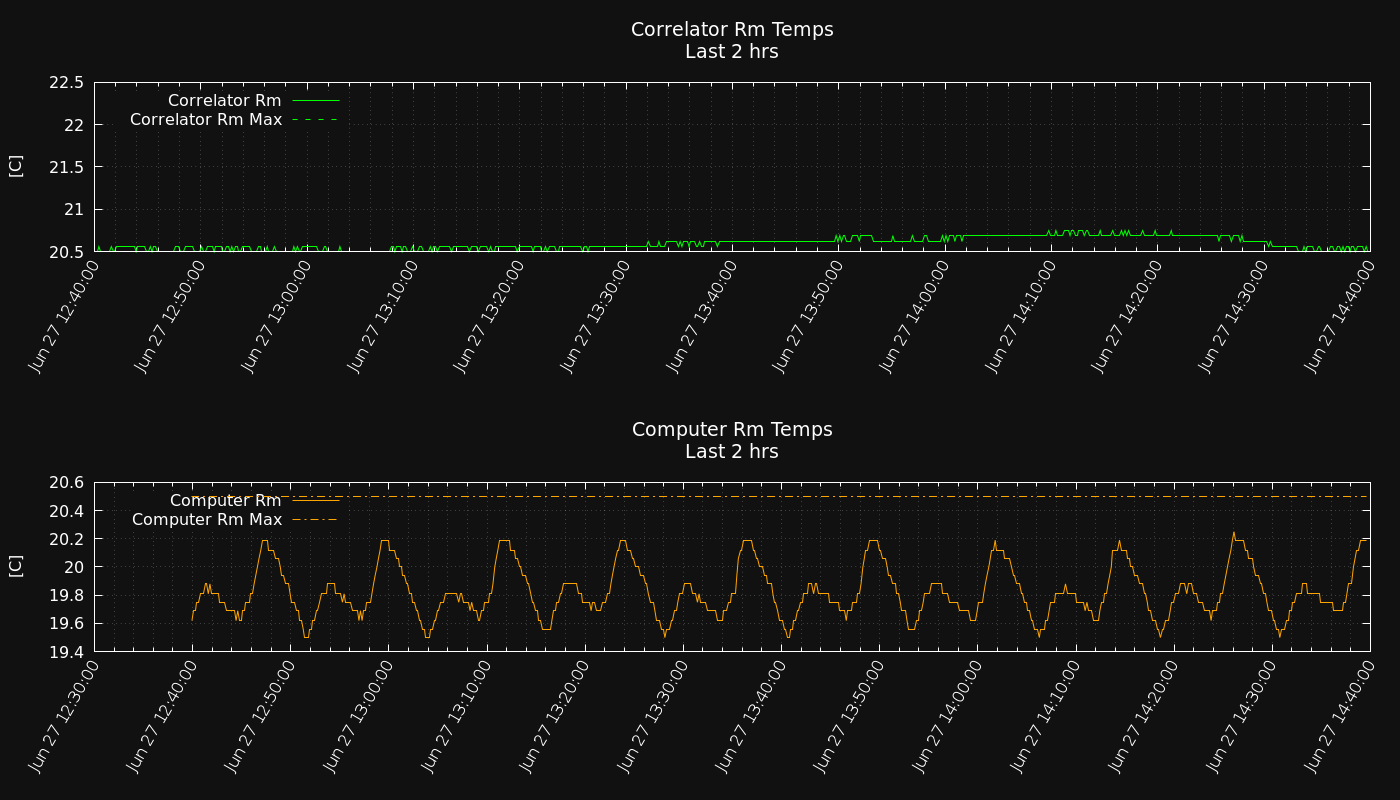 Correlator Rm Temps
Last 2 hrs
22.5
22
21.5
21
20.5
[C]
Correlator Rm
Correlator Rm Max
Jun 27 12:40:00
Jun 27 12:50:00
Jun 27 13:00:00
Jun 27 13:10:00
Jun 27 13:20:00
Jun 27 13:30:00
Jun 27 13:40:00
Jun 27 13:50:00
Jun 27 14:00:00
Jun 27 14:10:00
Jun 27 14:20:00
Jun 27 14:30:00
Jun 27 14:40:00
Computer Rm Temps
Last 2 hrs
20.6
20.4
20.2
20
19.8
19.6
19.4
[C]
Computer Rm
Computer Rm Max
Jun 27 12:30:00
Jun 27 12:40:00
Jun 27 12:50:00
Jun 27 13:00:00
Jun 27 13:10:00
Jun 27 13:20:00
Jun 27 13:30:00
Jun 27 13:40:00
Jun 27 13:50:00
Jun 27 14:00:00
Jun 27 14:10:00
Jun 27 14:20:00
Jun 27 14:30:00
Jun 27 14:40:00